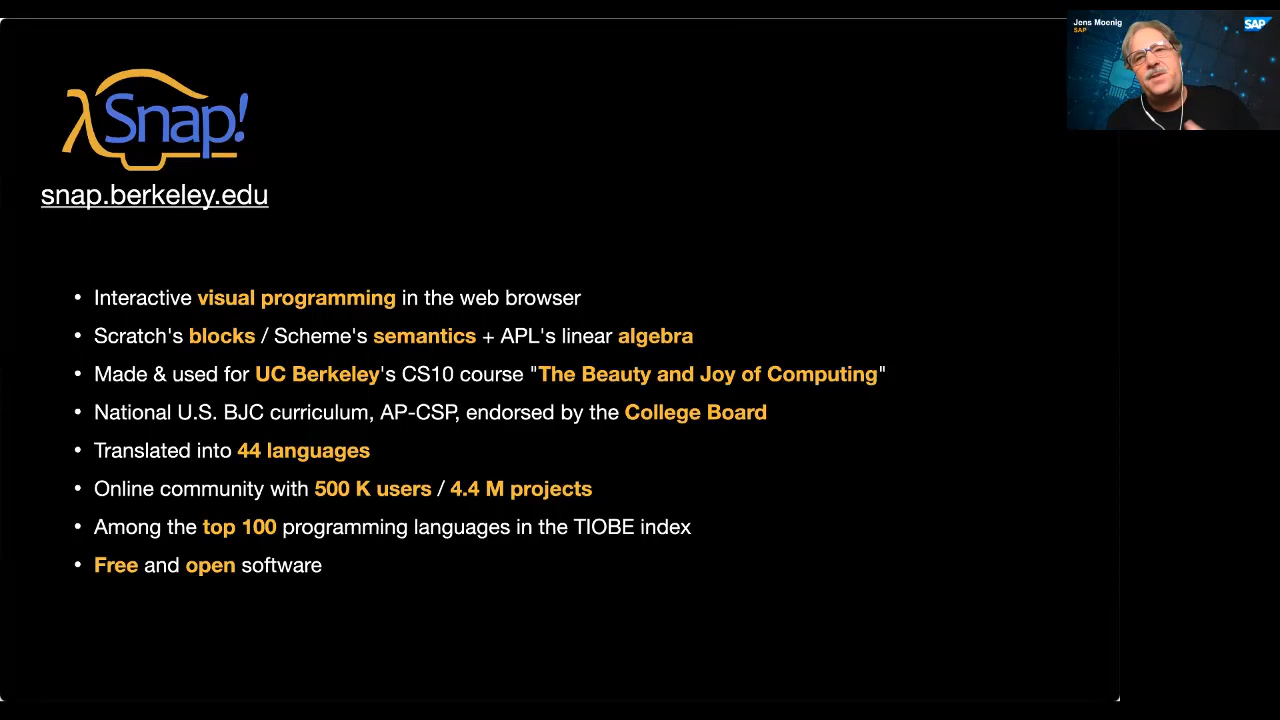 λSnap!
snap.berkeley.edu
• Interactive visual programming in the web browser
• Scratch's blocks / Scheme's semantics + APL's linear algebra
• Made & used for UC Berkeley's CS10 course "The Beauty and Joy of Computing"
• National U.S. BJC curriculum, AP-CSP, endorsed by the College Board
• Translated into 44 languages
• Online community with 500 K users / 4.4 M projects
• Among the top 100 programming languages in the TIOBE index
• Free and open software
Jens Moenig
SAP
SAP